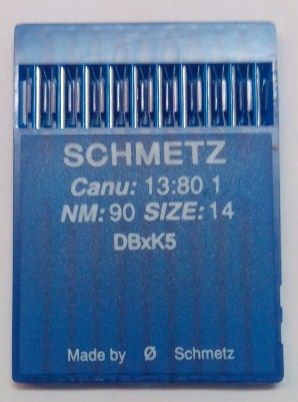 SCHMETZ
Canu: 13:80 1
NM: 90 SIZE: 14
DBxK5
Made by Ø Schmetz